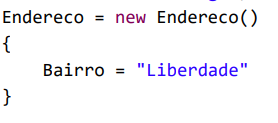 Endereco = new Endereco()
{
Bairro = "Liberdade"
}